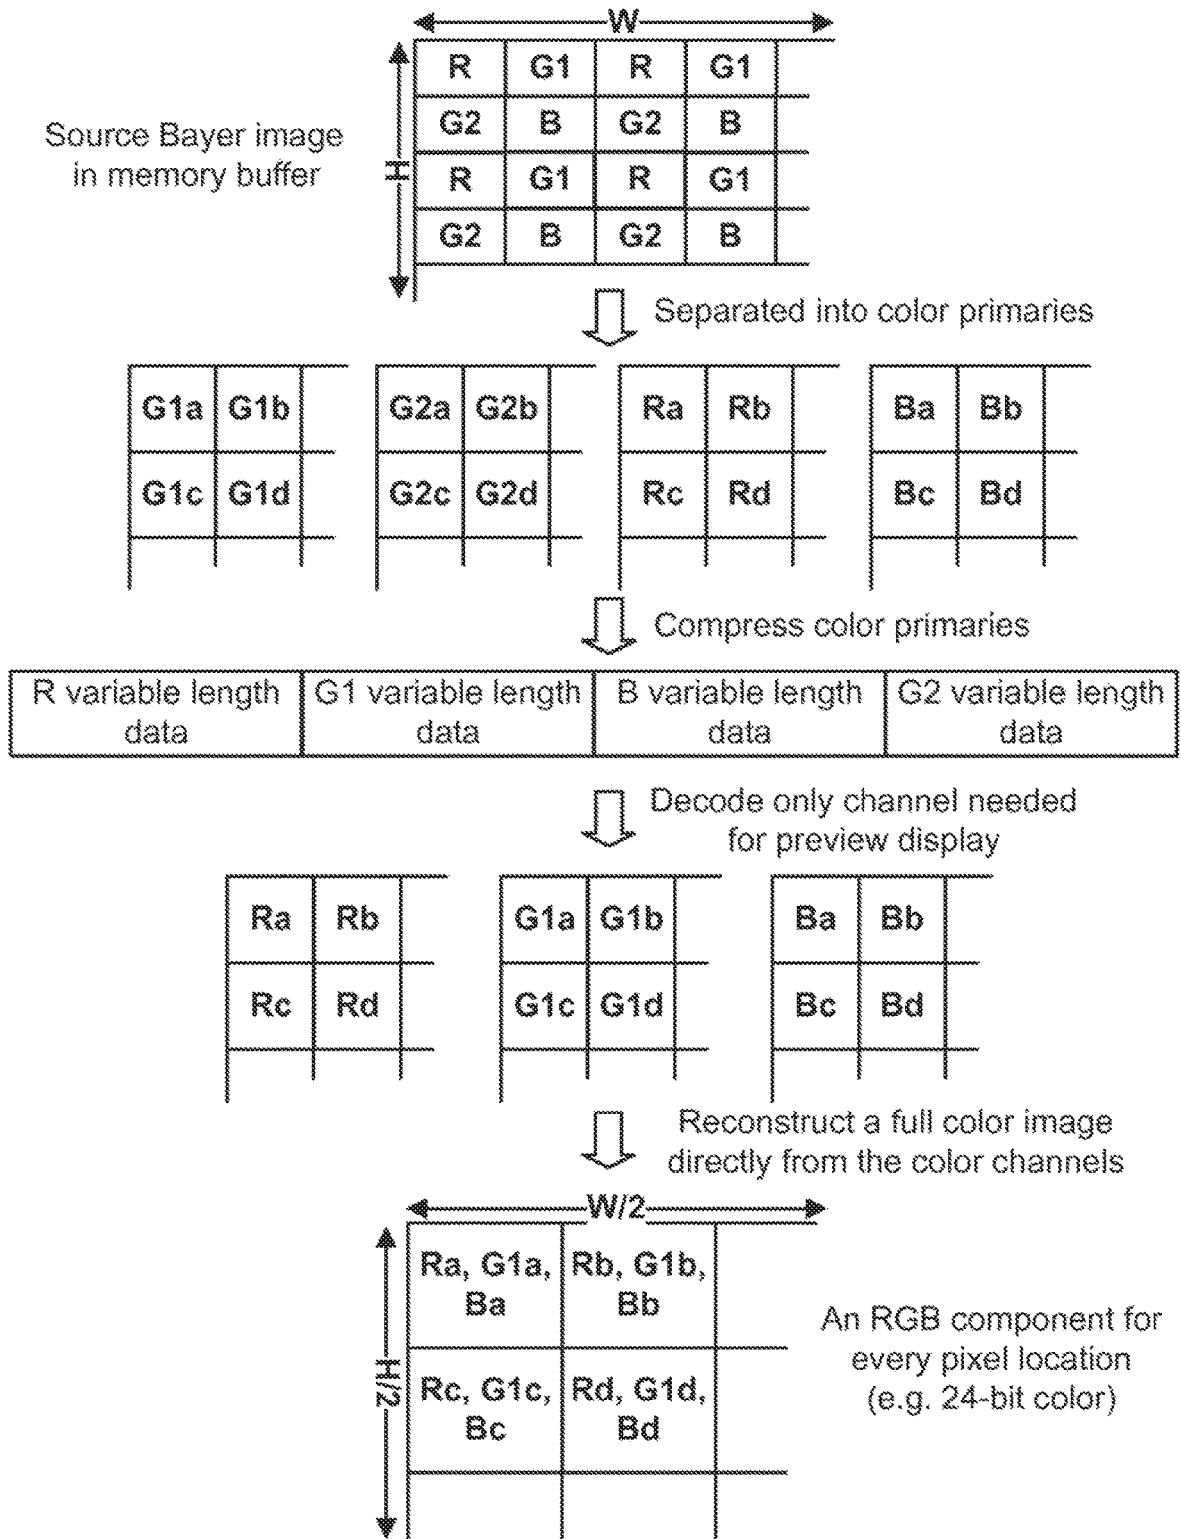 W
H
R G1 R G1
G2 B G2 B
R G1 R G1
G2 B G2 B
Source Bayer image
in memory buffer
Separated into color primaries
G1a G1b G2a G2b Ra Rb Ba Bb
G1c G1d G2c G2d Rc Rd Bc Bd
Compress color primaries
R variable length
data
G1 variable length
data
B variable length
data
G2 variable length
data
Decode only channel needed
for preview display
Ra Rb G1a G1b Ba Bb
Rc Rd G1c G1d Bc Bd
Reconstruct a full color image
directly from the color channels
W/2
H/2
Ra, G1a,
Ba
Rb, G1b,
Bb
Rc, G1c,
Bc
Rd, G1d,
Bd
An RGB component for
every pixel location
(e.g. 24-bit color)